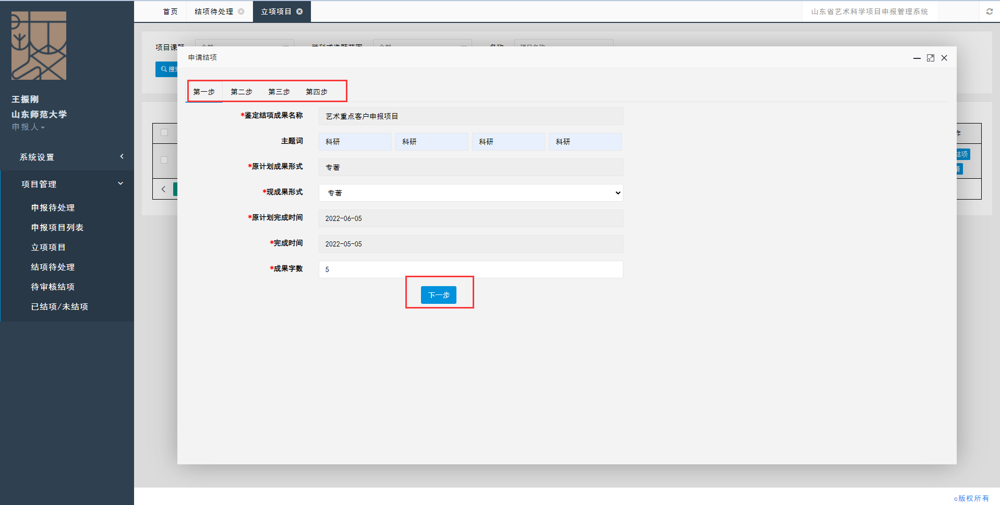 首页
结项待处理
立项项目
山东省艺术科学项目申报管理系统
王振刚
山东师范大学
申报人
系统设置
项目管理
申报待处理
申报项目列表
立项项目
结项待处理
待审核结项
已结项/未结项
项目课题
搜索
申请结项
第一步 第二步 第三步 第四步
*鉴定结项成果名称 艺术重点客户申报项目
主题词 科研 科研 科研 科研
*原计划成果形式 专著
*现成果形式 专著
*原计划完成时间 2022-06-05
*完成时间 2022-05-05
*成果字数 5
下一步
结项
c版权所有